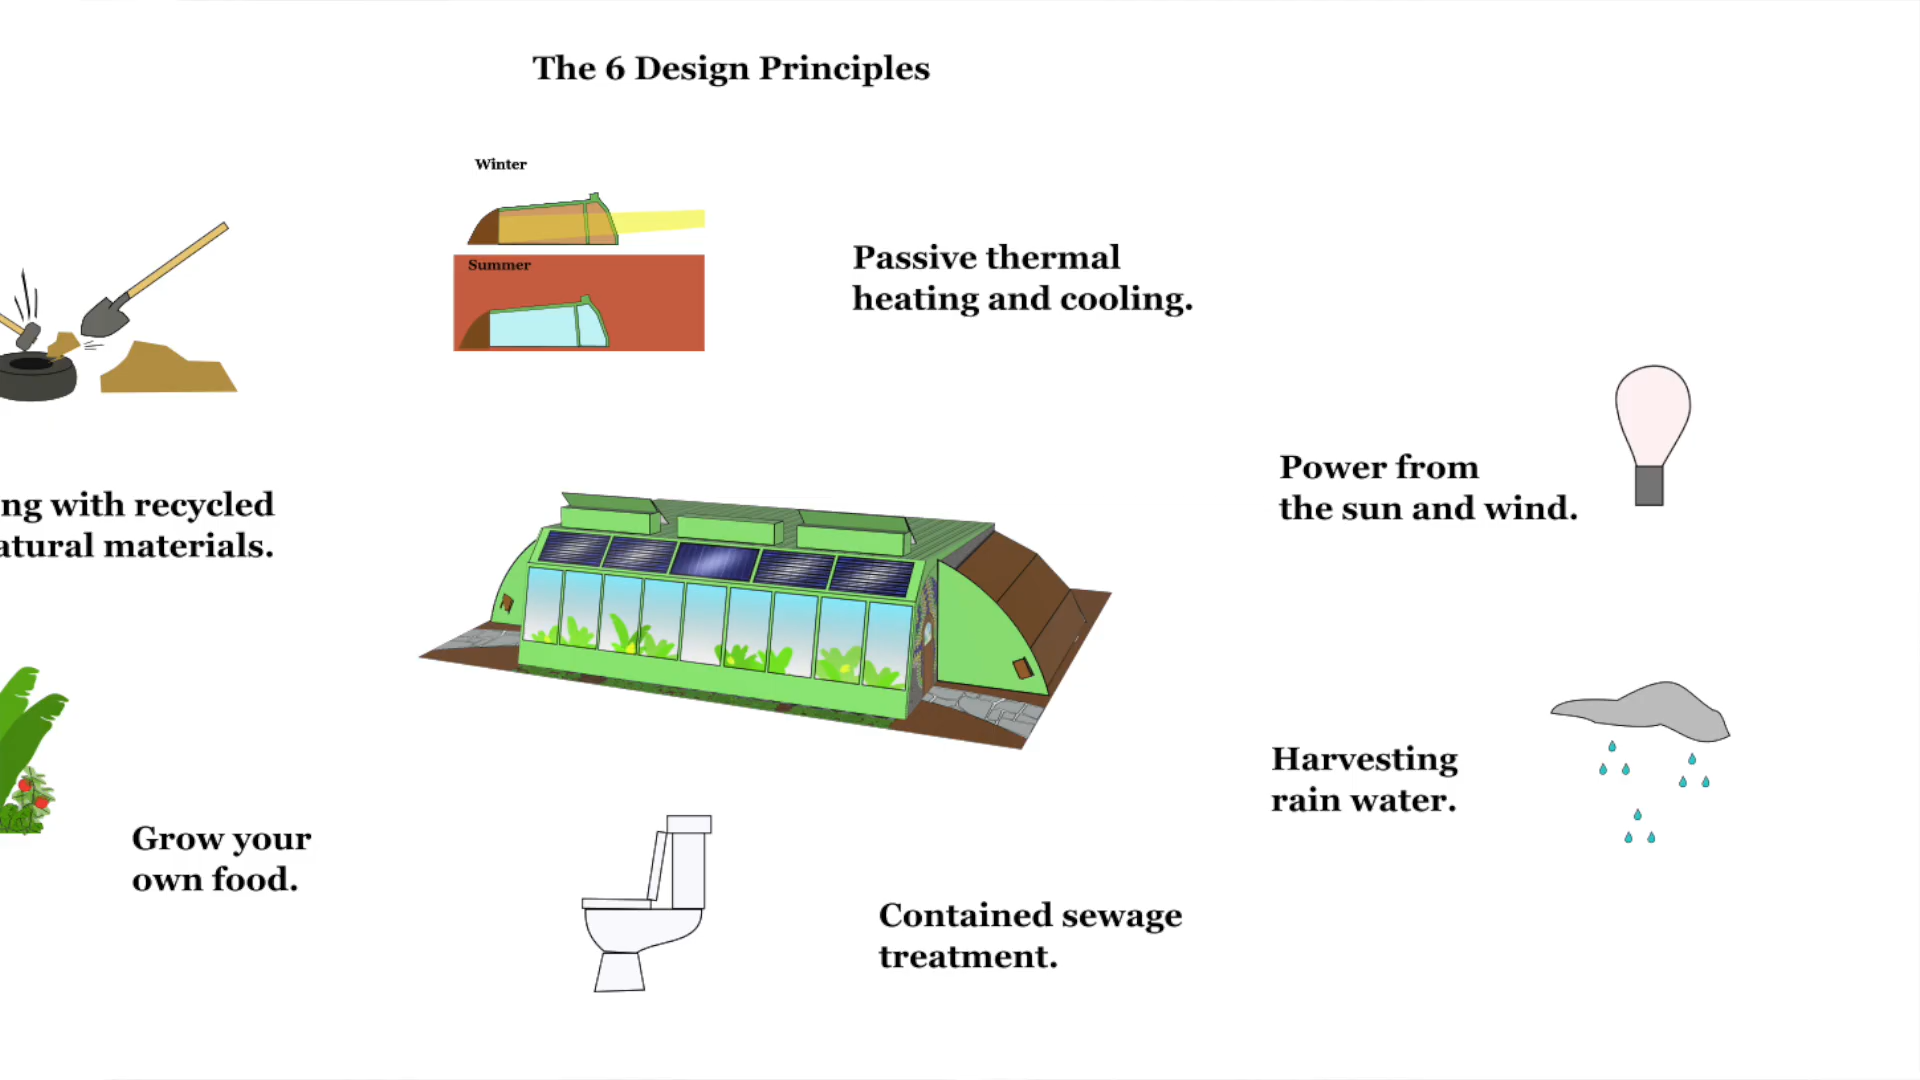 The 6 Design Principles
Winter
Summer
Passive thermal
heating and cooling.
Power from
the sun and wind.
ng with recycled
atural materials.
Harvesting
rain water.
Grow your
own food.
Contained sewage
treatment.